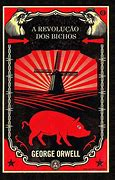 A REVOLUÇÃO
DOS BICHOS
GEORGE ORWELL